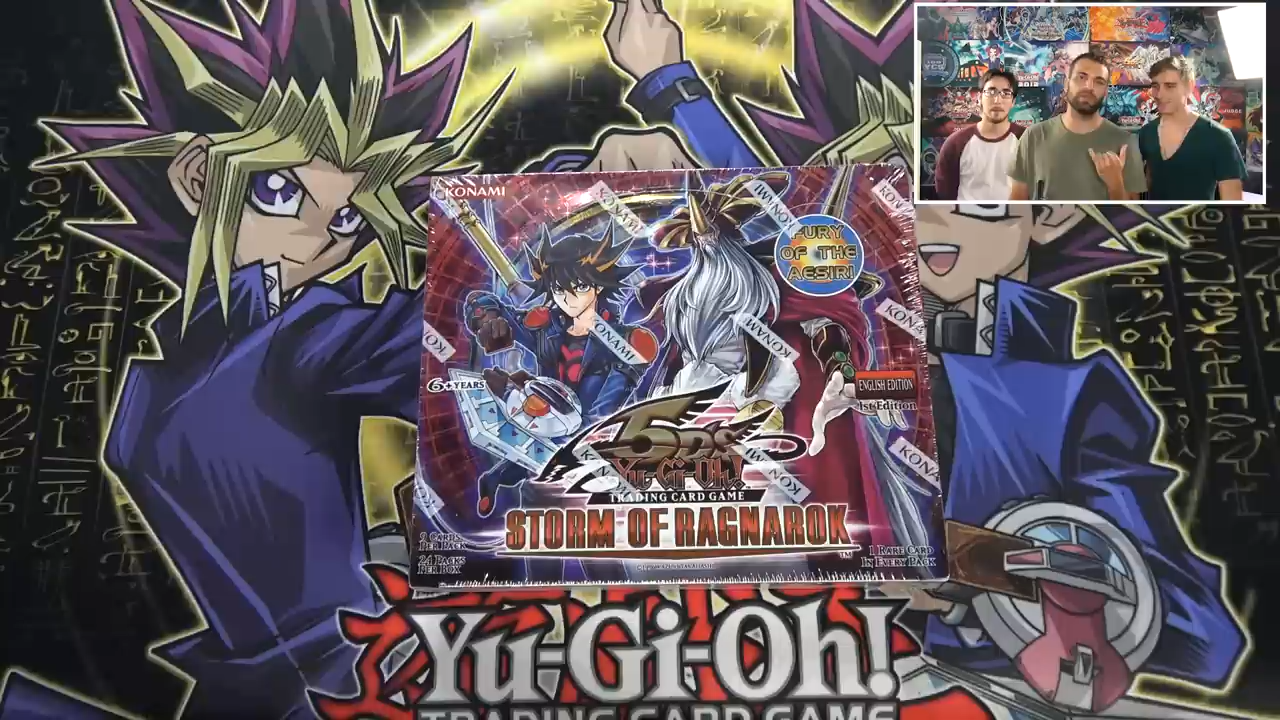 KONAMI
KONAMI
KONAMI
FURY
OF THE
AESIR!
KONAMI
KONAMI
6+YEARS
ENGLISH EDITION
1st Edition
5D's
Yu-Gi-Oh!
TRADING CARD GAME
STORM OF RAGNAROK
TM
9 CARDS
PER PACK
24 PACKS
PER BOX
1 RARE CARD
IN EVERY PACK
Yu-Gi-Oh!
TRADING CARD GAME